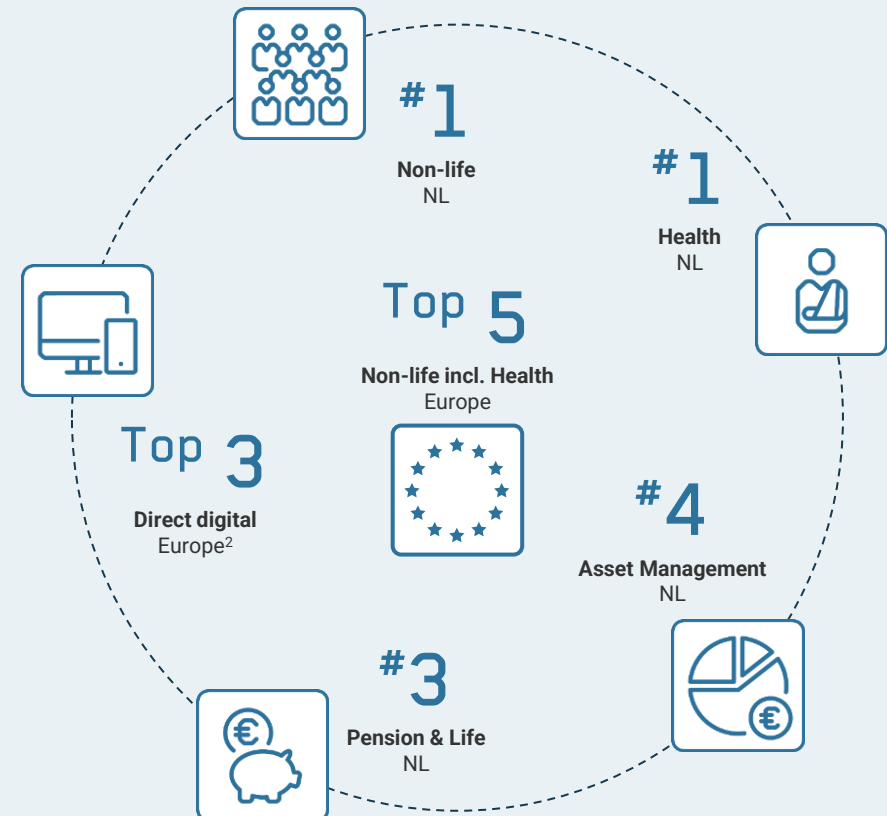 #1
Non-life
NL
#1
Health
NL
Top 5
Non-life incl. Health
Europe
Top 3
Direct digital
Europe²
#4
Asset Management
NL
#3
Pension & Life
NL
€
€